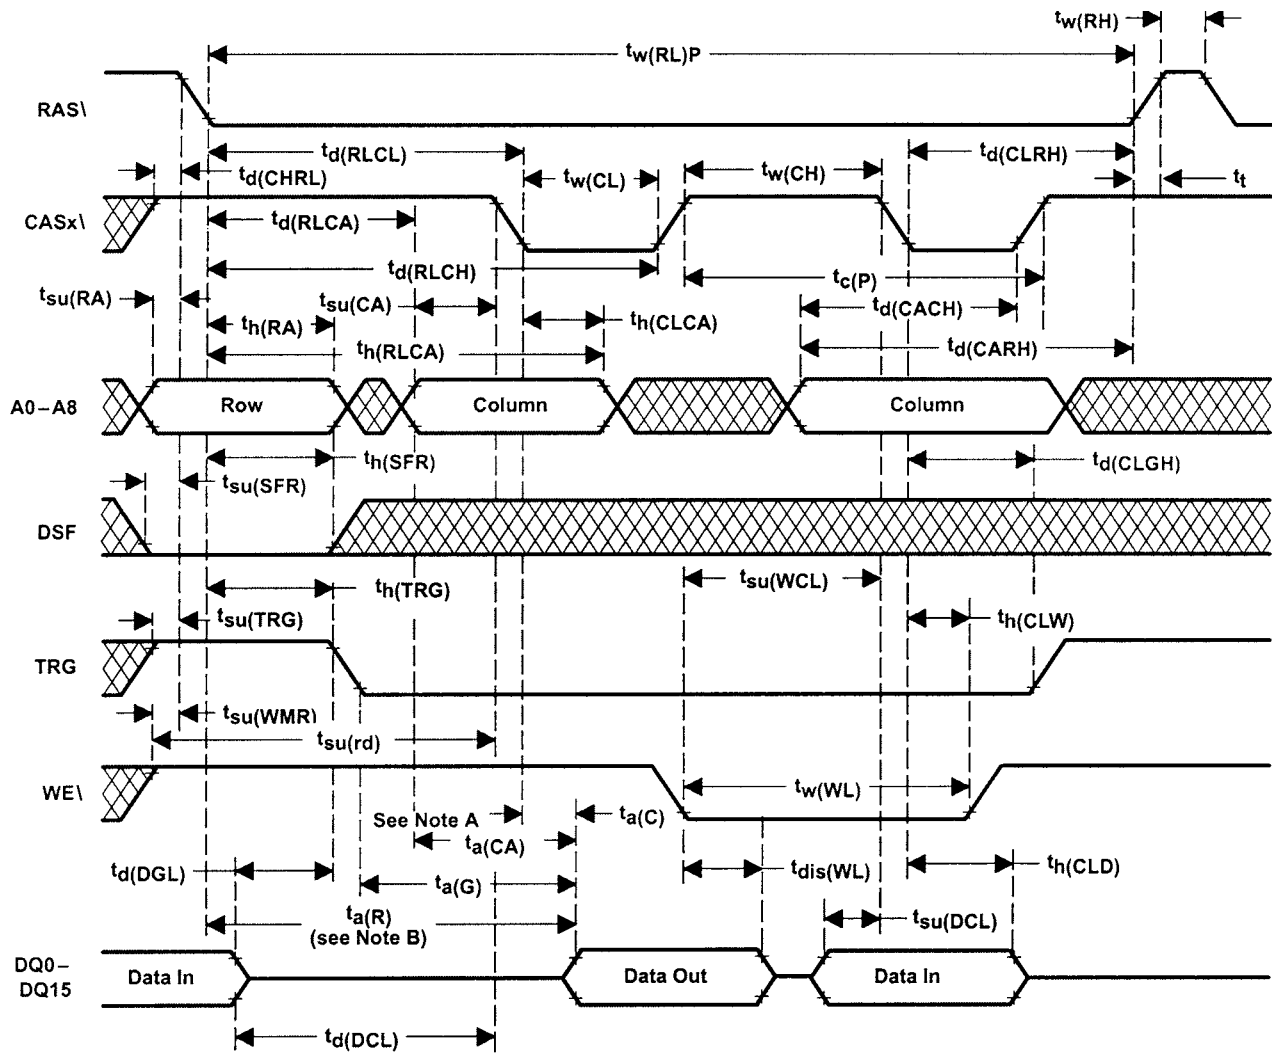 tw(RH)
tw(RL)P
RAS\
td(RLCL)
td(CLRH)
td(CHRL)
tw(CL)
tw(CH)
tt
CASx\
td(RLCA)
td(RLCH)
tc(P)
tsu(RA)
tsu(CA)
td(CACH)
th(RA)
th(CLCA)
th(RLCA)
td(CARH)
A0–A8
Row
Column
Column
th(SFR)
td(CLGH)
tsu(SFR)
DSF
th(TRG)
tsu(WCL)
tsu(TRG)
th(CLW)
TRG
tsu(WMR)
tsu(rd)
WE\
tw(WL)
See Note A
ta(C)
ta(CA)
td(DGL)
tdis(WL)
th(CLD)
ta(G)
ta(R)
(see Note B)
tsu(DCL)
DQ0–
DQ15
Data In
Data Out
Data In
td(DCL)